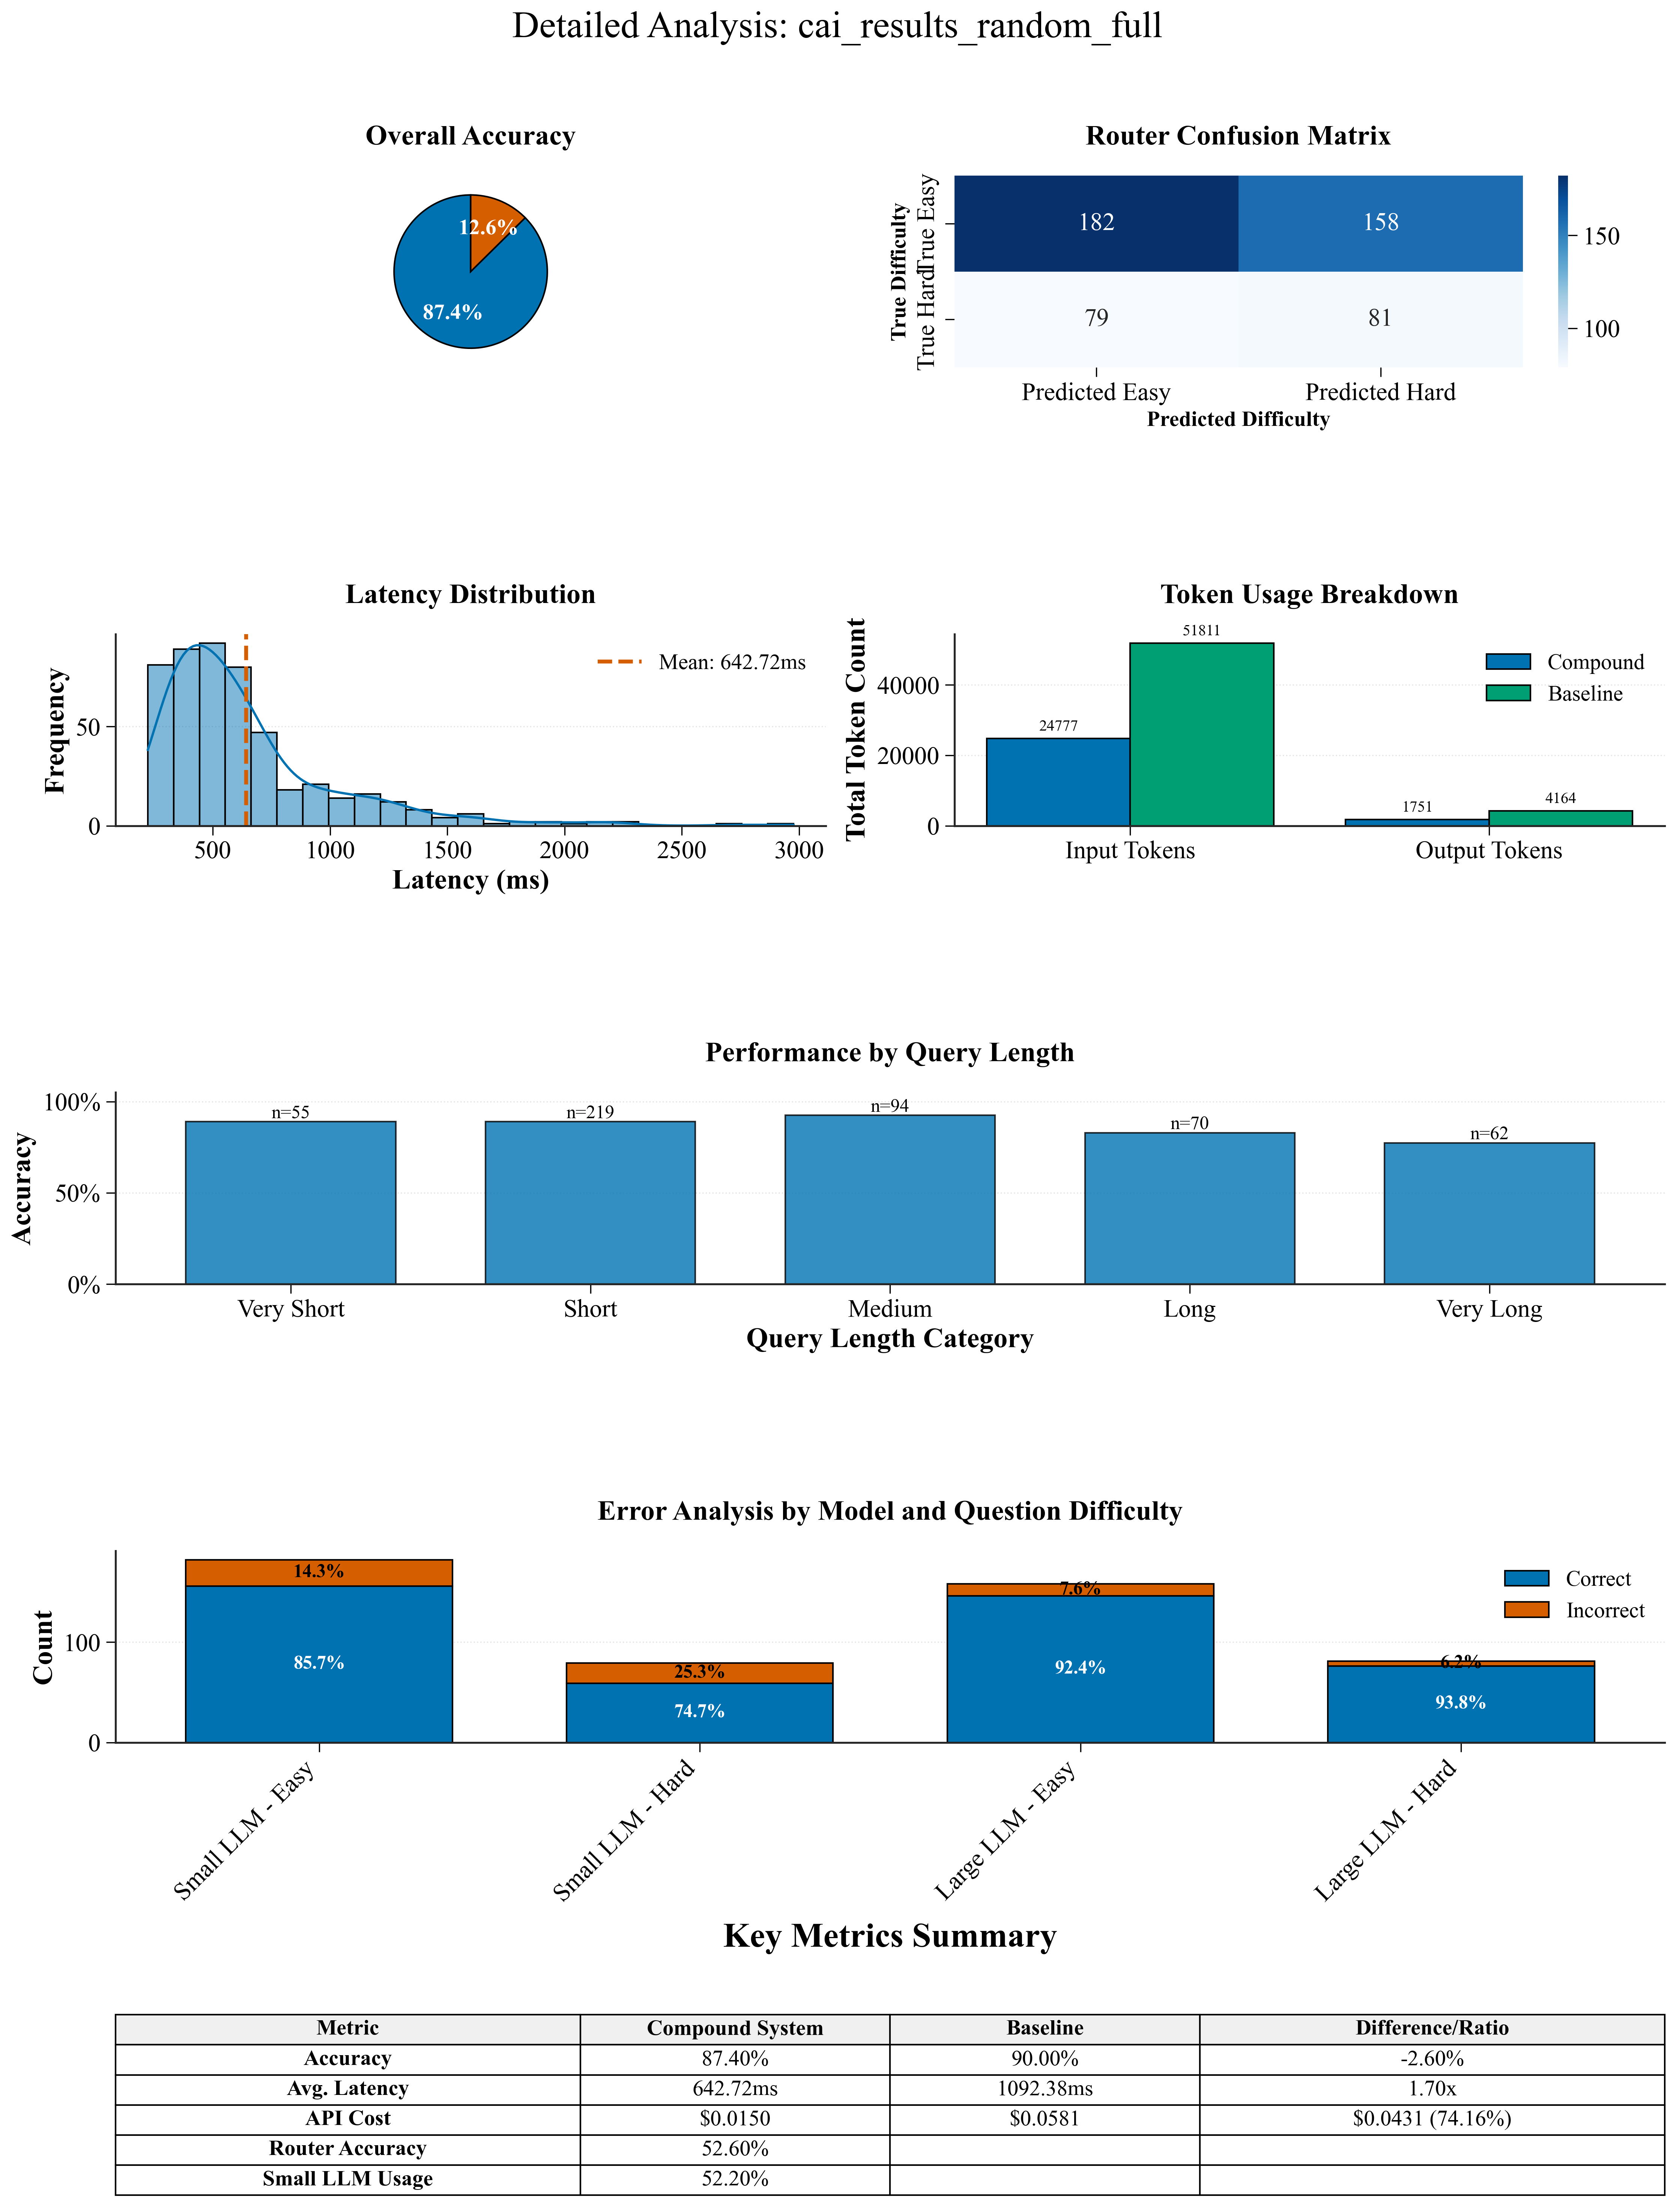 Detailed Analysis: cai_results_random_full
Overall Accuracy
12.6%
87.4%
Router Confusion Matrix
True Difficulty
True Easy
True Hard
182
158
79
81
150
100
Predicted Easy
Predicted Hard
Predicted Difficulty
Latency Distribution
Frequency
50
0
Mean: 642.72ms
500
1000
1500
2000
2500
3000
Latency (ms)
Token Usage Breakdown
Total Token Count
40000
20000
0
51811
24777
1751
4164
Compound
Baseline
Input Tokens
Output Tokens
Performance by Query Length
Accuracy
100%
50%
0%
n=55
n=219
n=94
n=70
n=62
Very Short
Short
Medium
Long
Very Long
Query Length Category
Error Analysis by Model and Question Difficulty
Count
100
0
14.3%
85.7%
25.3%
74.7%
7.6%
92.4%
6.2%
93.8%
Correct
Incorrect
Small LLM - Easy
Small LLM - Hard
Large LLM - Easy
Large LLM - Hard
Key Metrics Summary
Metric Compound System Baseline Difference/Ratio
Accuracy 87.40% 90.00% -2.60%
Avg. Latency 642.72ms 1092.38ms 1.70x
API Cost $0.0150 $0.0581 $0.0431 (74.16%)
Router Accuracy 52.60%
Small LLM Usage 52.20%